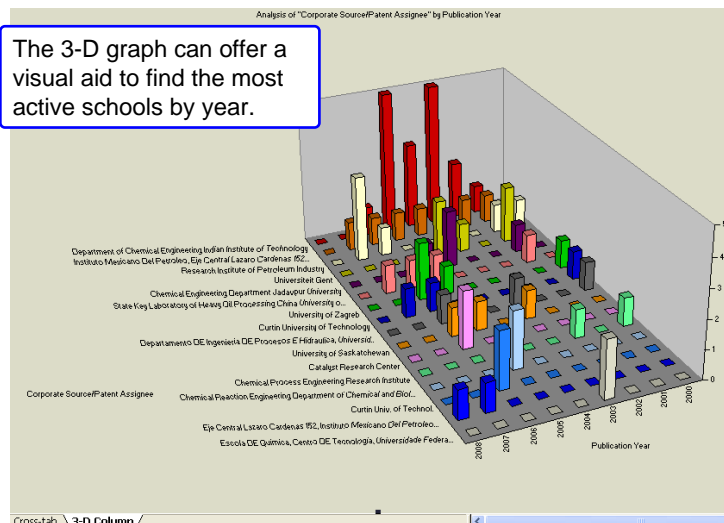 Analysis of "Corporate Source/Patent Assignee" by Publication Year
The 3-D graph can offer a
visual aid to find the most
active schools by year.
5
4
3
2
1
0
Department of Chemical Engineering Indian Institute of Technology
Instituto Mexicano Del Petroleo, Eje Central Lazaro Cardenas 152...
Research Institute of Petroleum Industry
Universiteit Gent
Chemical Engineering Department Jadavpur University
State Key Laboratory of Heavy Oil Processing China University o...
University of Zagreb
Curtin University of Technology
Departamento DE Ingenieria DE Procesos E Hidraulica, Universid..
University of Saskatchewan
Catalyst Research Center
Chemical Process Engineering Research Institute
Chemical Reaction Engineering Department of Chemical and Biol...
Curtin Univ. of Technol.
Eje Central Lazaro Cardenas 152, Instituto Mexicano Del Petroleo...
Escola DE Quimica, Centro DE Tecnologia, Universidade Federa...
Corporate Source/Patent Assignee
2008 2007 2006 2005 2004 2003 2002 2001 2000
Publication Year
Cross-tab 3-D Column